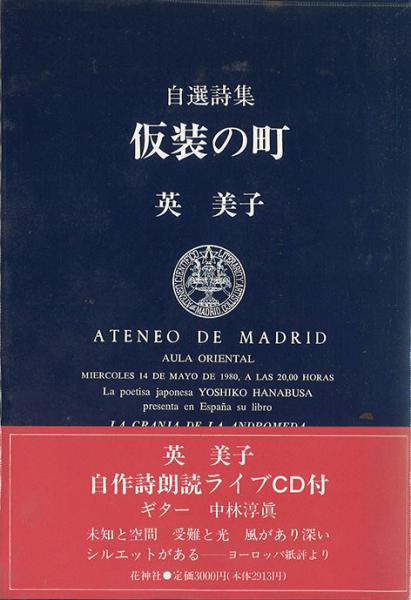 自選詩集
仮装の町
英　美子
ATENEO DE MADRID
AULA ORIENTAL
MIERCOLES 14 DE MAYO DE 1980, A LAS 20,00 HORAS
La poetisa japonesa YOSHIKO HANABUSA
presenta en España su libro
LA GRANJA DE LA ANDROMEDA
英　美子
自作詩朗読ライブCD付
ギター　中林淳眞
未知と空間　受難と光　風があり深い
シルエットがある——ヨーロッパ紙評より
花神社●定価3000円(本体2913円)